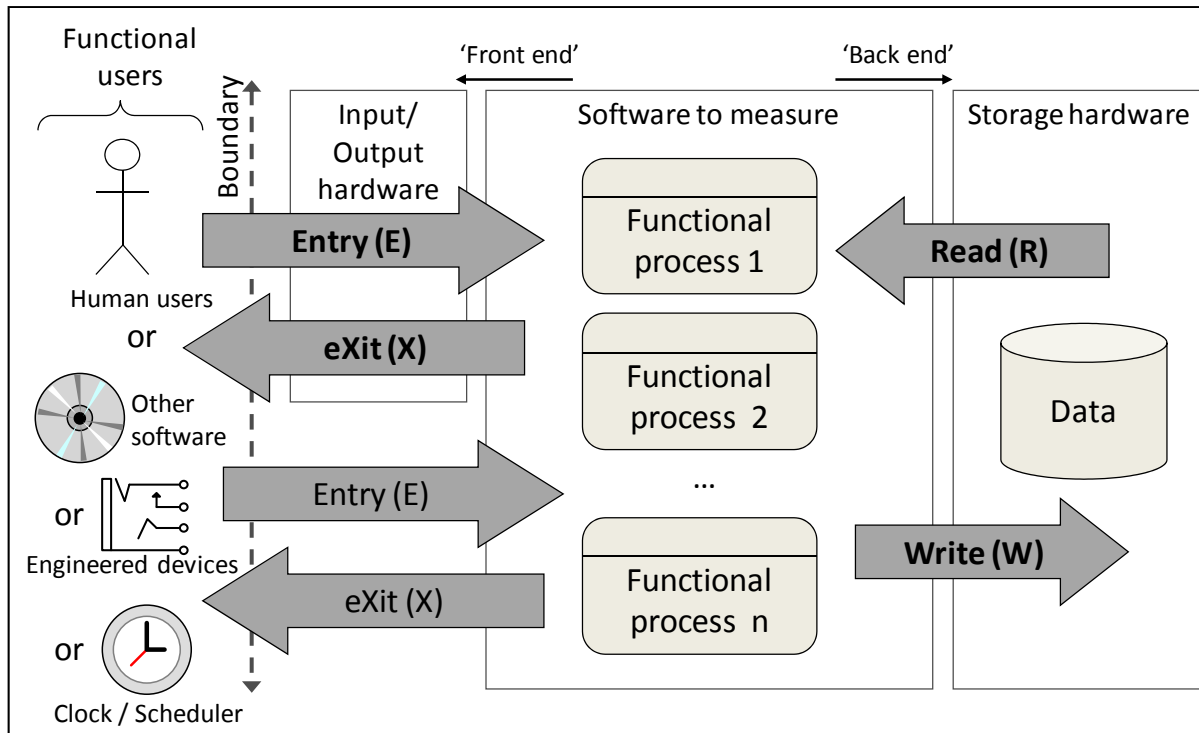 Functional
users
Boundary
'Front end'
'Back end'
Input/
Output
hardware
Software to measure
Storage hardware
Entry (E)
Functional
process 1
Read (R)
Human users
or
eXit (X)
Functional
process 2
Data
Other
software
Entry (E)
...
or
Engineered devices
eXit (X)
Functional
process n
Write (W)
or
Clock / Scheduler